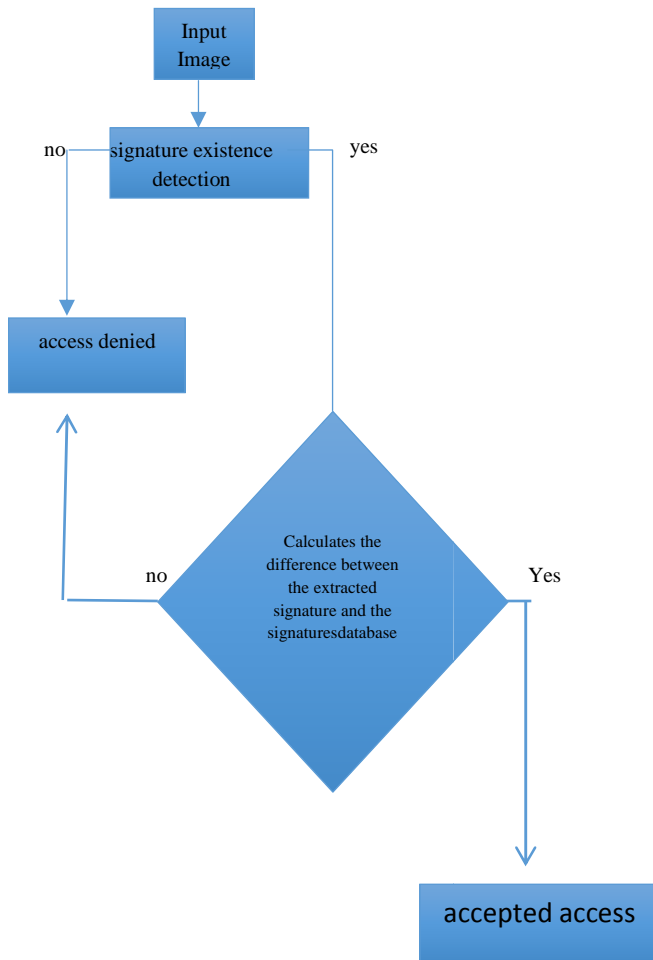 Input
Image
no
signature existence
detection
yes
access denied
Calculates the
difference between
the extracted
signature and the
signaturesdatabase
no
Yes
accepted access